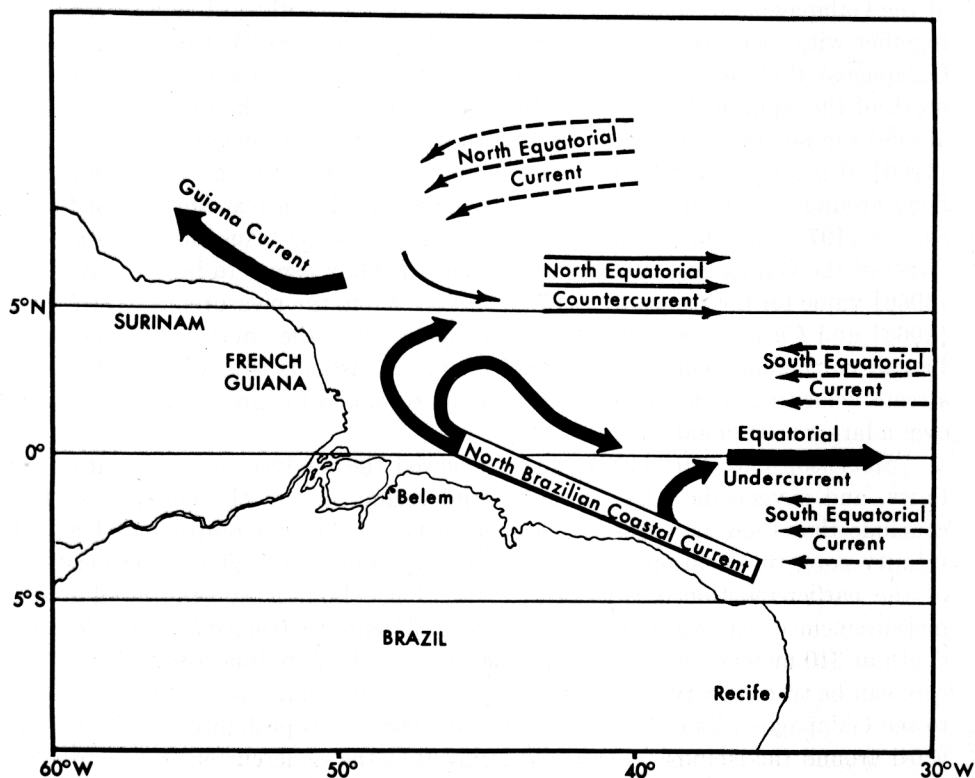 North Equatorial
Current
Guiana Current
North Equatorial
Countercurrent
5°N
SURINAM
FRENCH
GUIANA
South Equatorial
Current
0°
Equatorial
Undercurrent
North Brazilian Coastal Current
Belem
South Equatorial
Current
5°S
BRAZIL
Recife
60°W
50°
40°
30°W